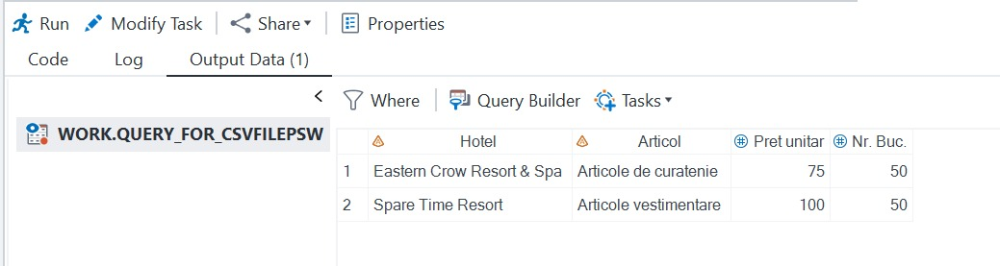 Run Modify Task Share Properties
Code Log Output Data (1)
Where Query Builder Tasks
WORK.QUERY_FOR_CSVFILEPSW
Hotel Articol Pret unitar Nr. Buc.
1 Eastern Crow Resort & Spa Articole de curatenie 75 50
2 Spare Time Resort Articole vestimentare 100 50